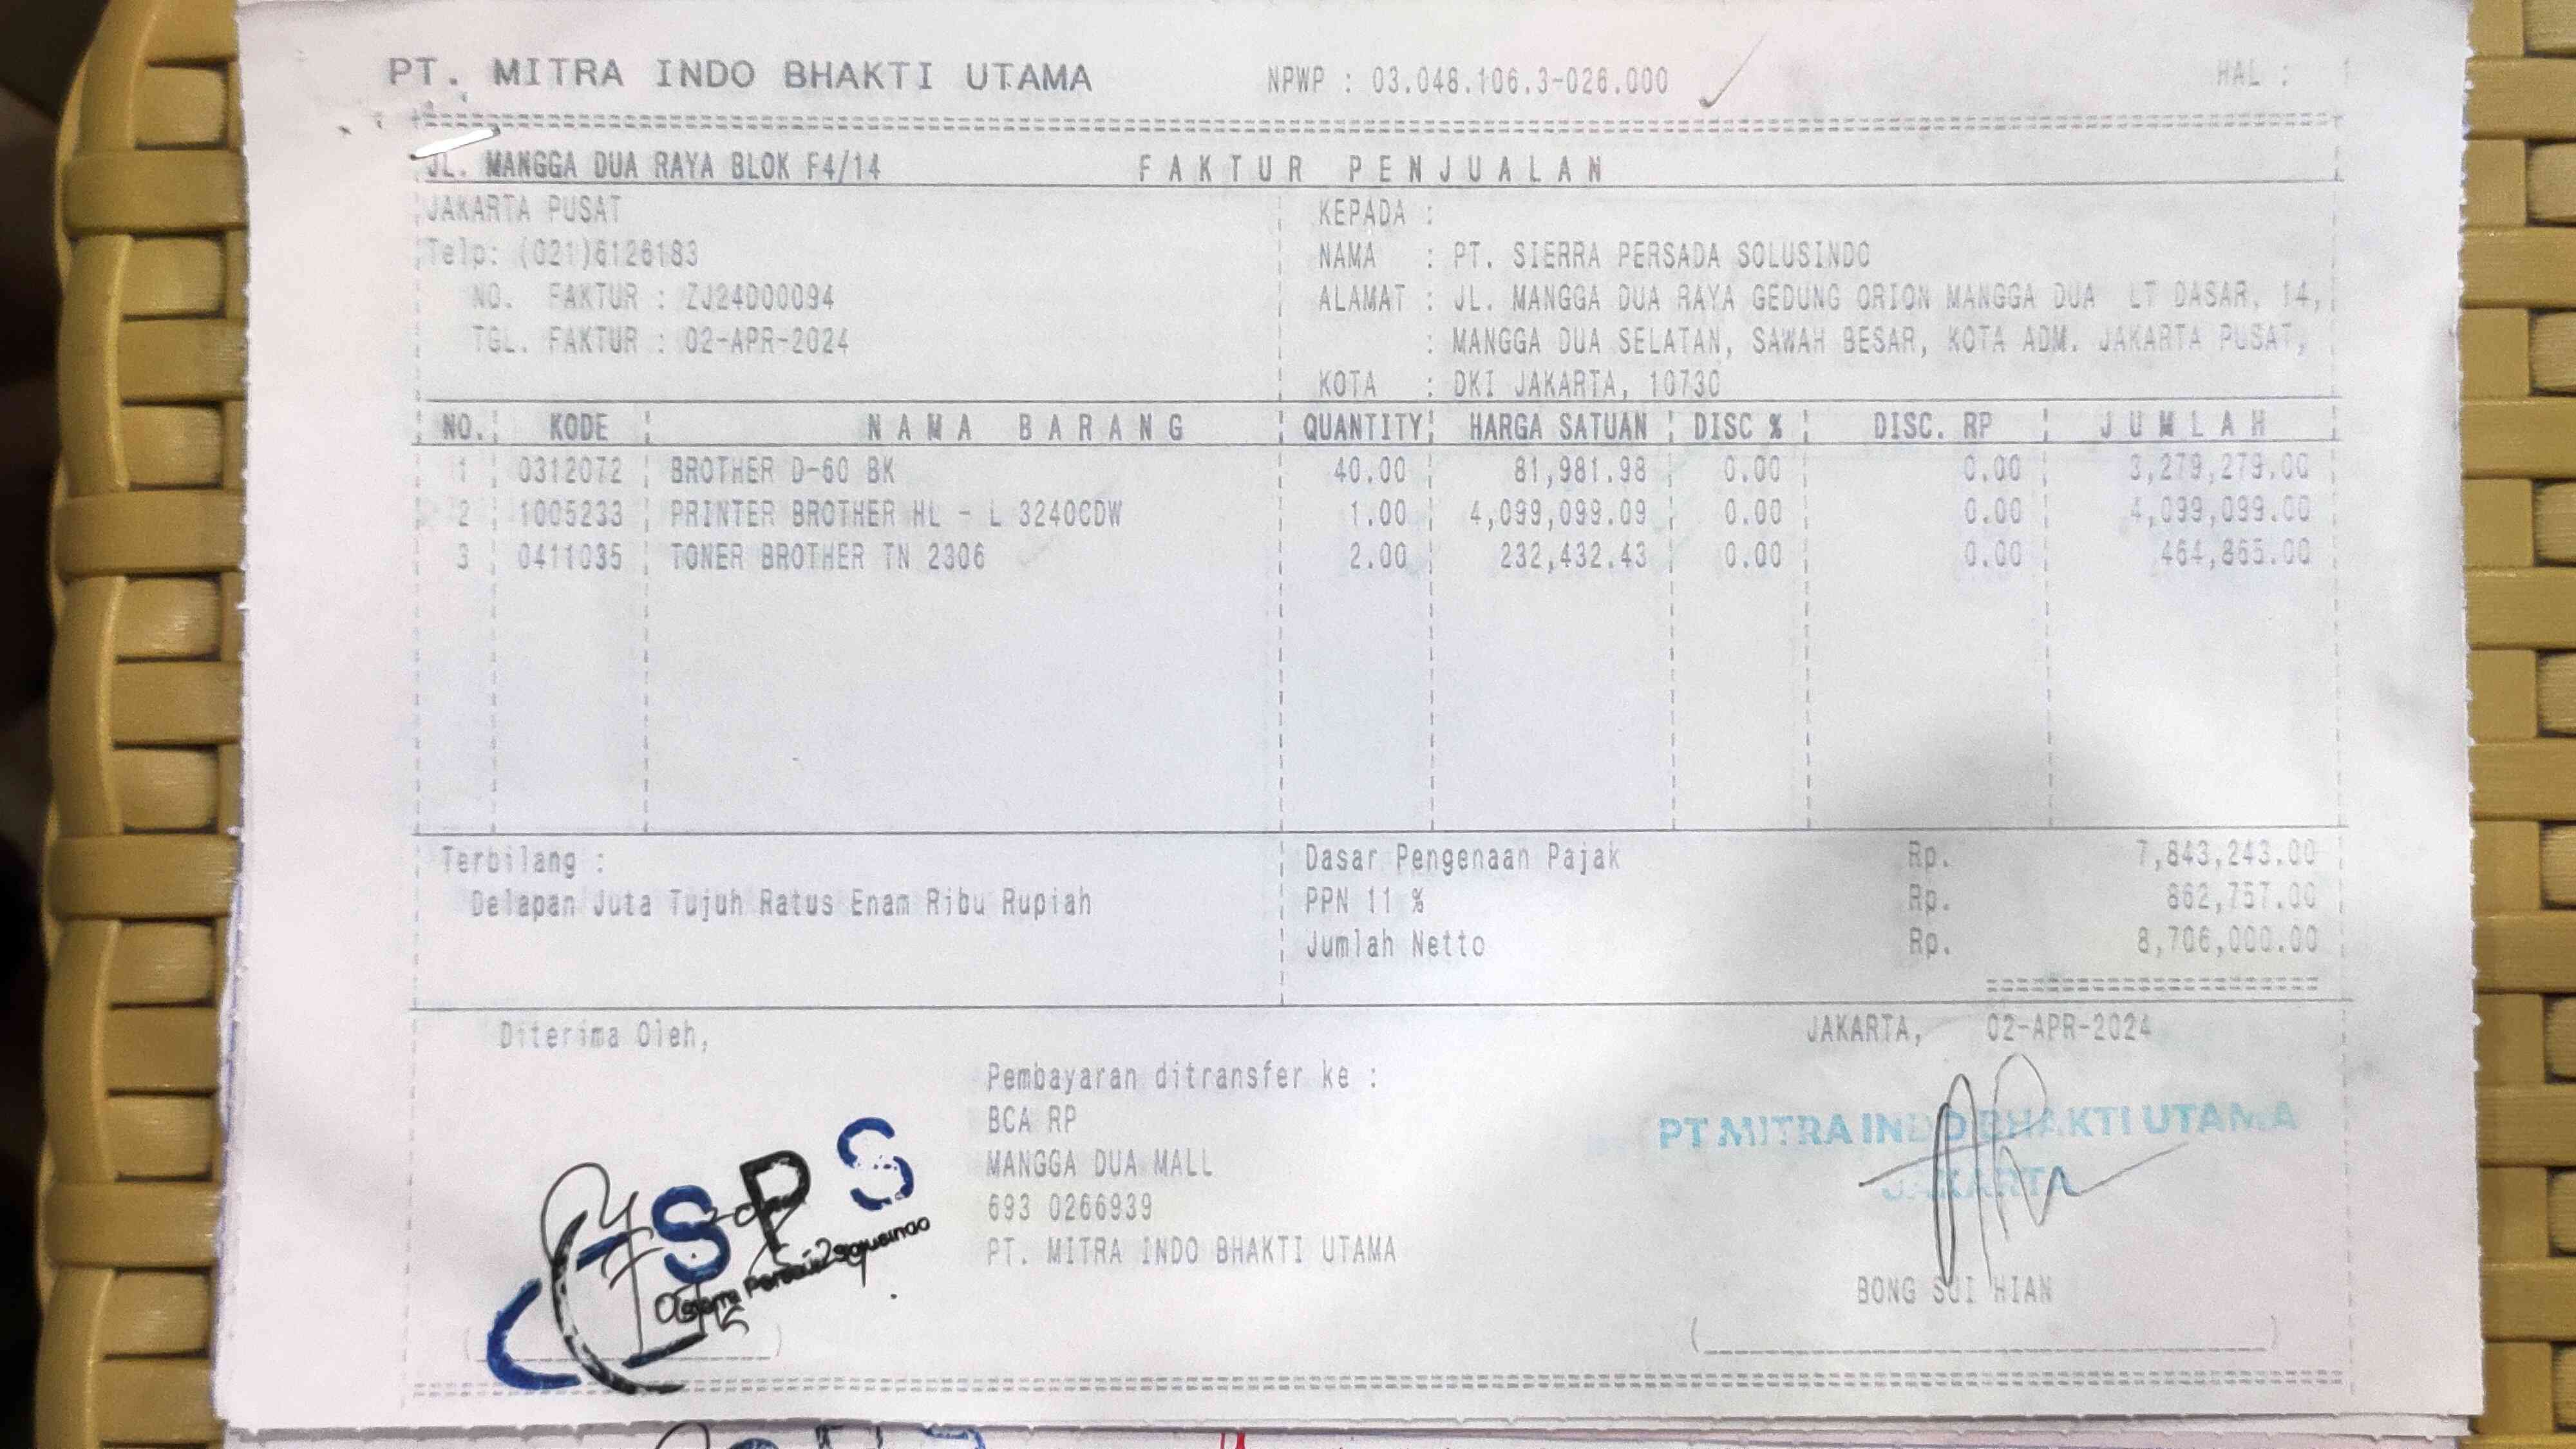 PT. MITRA INDO BHAKTI UTAMA NPWP : 03.048.106.3-026.000 HAL : 1
JL. MANGGA DUA RAYA BLOK F4/14 FAKTUR PENJUALAN
JAKARTA PUSAT KEPADA :
Telp: (021)6126183 NAMA : PT. SIERRA PERSADA SOLUSINDO
NO. FAKTUR : ZJ24D00094 ALAMAT : JL. MANGGA DUA RAYA GEDUNG ORION MANGGA DUA LT DASAR, 14,
TGL. FAKTUR : 02-APR-2024 : MANGGA DUA SELATAN, SAWAH BESAR, KOTA ADM. JAKARTA PUSAT,
KOTA : DKI JAKARTA, 10730
NO. KODE NAMA BARANG QUANTITY HARGA SATUAN DISC % DISC. RP JUMLAH
1 0312072 BROTHER D-60 BK 40.00 81,981.98 0.00 0.00 3,279,279.00
2 1005233 PRINTER BROTHER HL - L 3240CDW 1.00 4,099,099.09 0.00 0.00 4,099,099.00
3 0411035 TONER BROTHER TN 2306 2.00 232,432.43 0.00 0.00 464,865.00
Terbilang : Dasar Pengenaan Pajak Rp. 7,843,243.00
Delapan Juta Tujuh Ratus Enam Ribu Rupiah PPN 11 % Rp. 862,757.00
Jumlah Netto Rp. 8,706,000.00
Diterima Oleh, JAKARTA, 02-APR-2024
Pembayaran ditransfer ke :
BCA RP
MANGGA DUA MALL
693 0266939
PT. MITRA INDO BHAKTI UTAMA
SPS
Sierra Persada Solusindo
PT MITRA INDO BHAKTI UTAMA
JAKARTA
BONG SUI HIAN